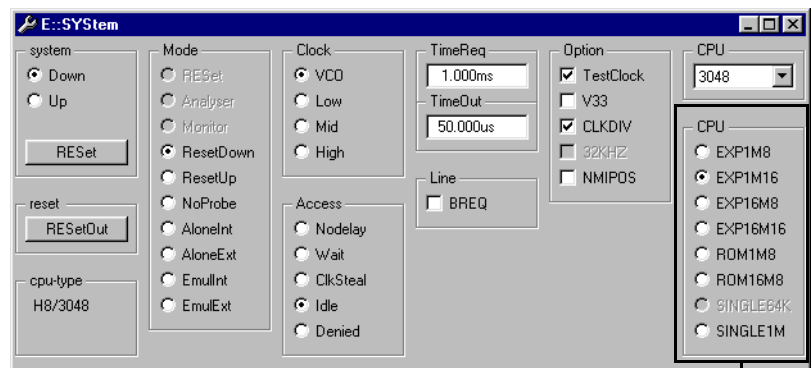 E::SYStem
system
Down
Up
RESet
reset
RESetOut
cpu-type
H8/3048
Mode
RESet
Analyser
Monitor
ResetDown
ResetUp
NoProbe
AloneInt
AloneExt
EmulInt
EmulExt
Clock
VCO
Low
Mid
High
Access
Nodelay
Wait
ClkSteal
Idle
Denied
TimeReq
1.000ms
TimeOut
50.000us
Line
BREQ
Option
TestClock
V33
CLKDIV
32KHZ
NMIPOS
CPU
3048
CPU
EXP1M8
EXP1M16
EXP16M8
EXP16M16
ROM1M8
ROM16M8
SINGLE64K
SINGLE1M